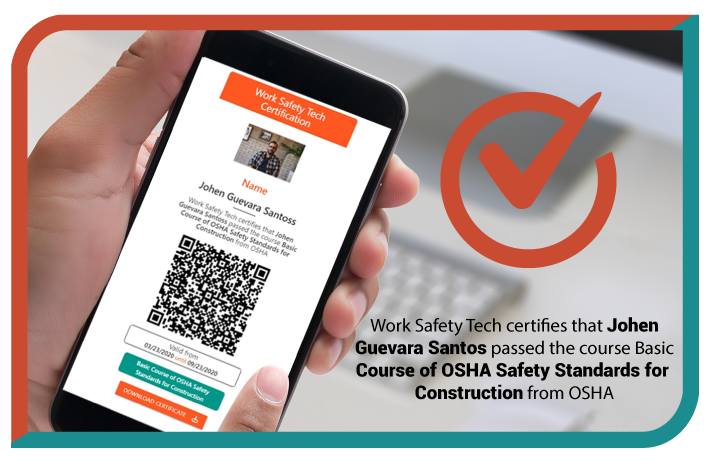 Work Safety Tech
Certification
Name
Johen Guevara Santoss
Work Safety Tech certifies that Johen
Guevara Santoss passed the course Basic
Course of OSHA Safety Standards for
Construction from OSHA
Valid from
01/23/2020 until 09/23/2020
Basic Course of OSHA Safety
Standards for Construction
DOWNLOAD CERTIFICATE
Work Safety Tech certifies that Johen
Guevara Santos passed the course Basic
Course of OSHA Safety Standards for
Construction from OSHA